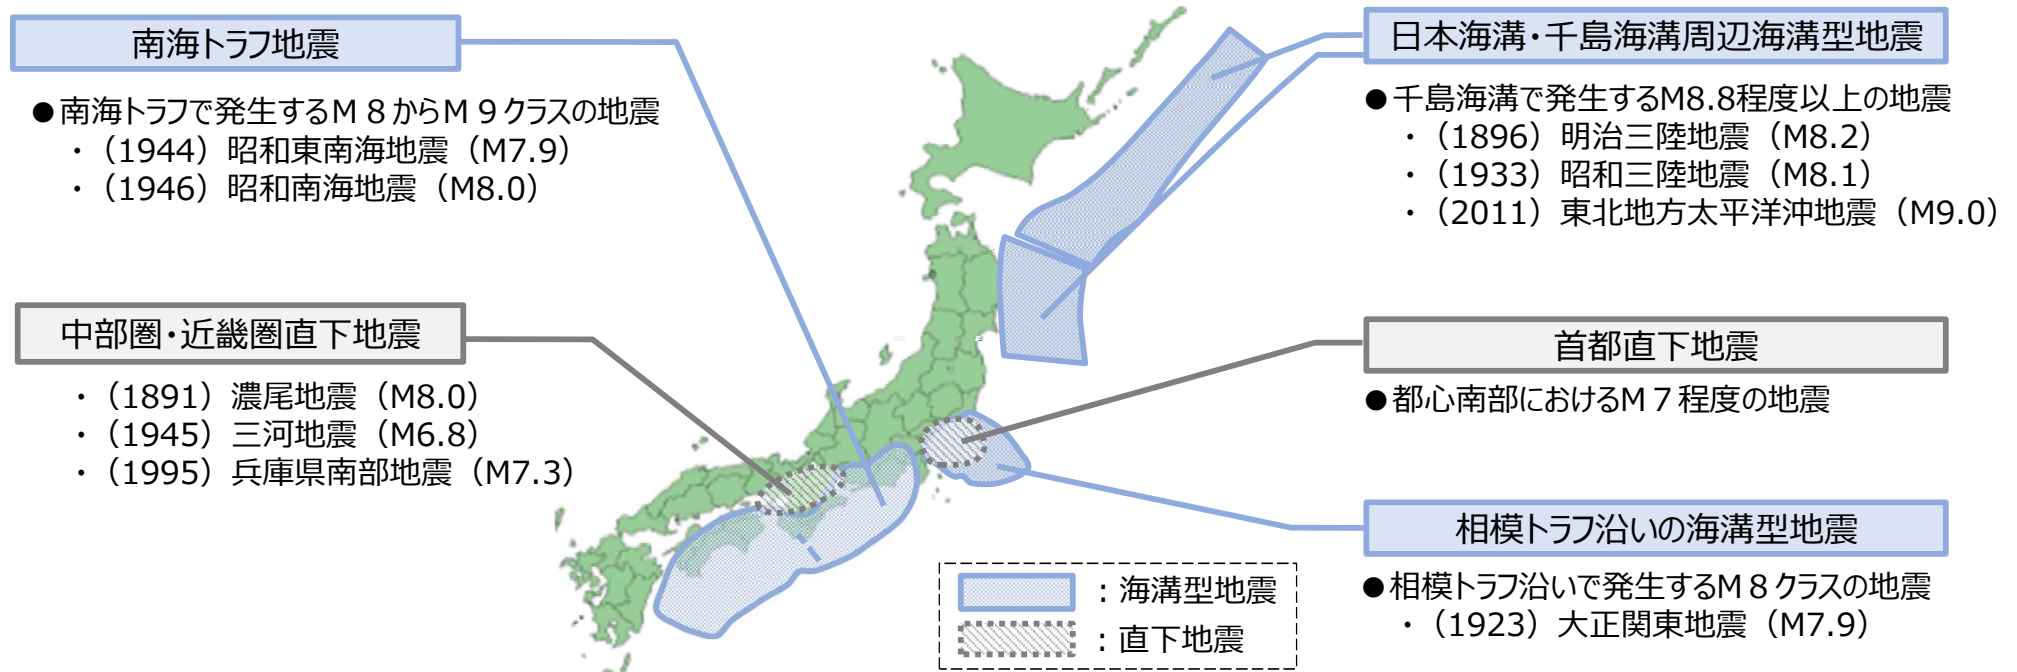 南海トラフ地震
●南海トラフで発生するM８からM９クラスの地震
・（1944）昭和東南海地震（M7.9）
・（1946）昭和南海地震（M8.0）
中部圏・近畿圏直下地震
・（1891）濃尾地震（M8.0）
・（1945）三河地震（M6.8）
・（1995）兵庫県南部地震（M7.3）
日本海溝・千島海溝周辺海溝型地震
●千島海溝で発生するM8.8程度以上の地震
・（1896）明治三陸地震（M8.2）
・（1933）昭和三陸地震（M8.1）
・（2011）東北地方太平洋沖地震（M9.0）
首都直下地震
●都心南部におけるM７程度の地震
相模トラフ沿いの海溝型地震
●相模トラフ沿いで発生するM８クラスの地震
・（1923）大正関東地震（M7.9）
：海溝型地震
：直下地震